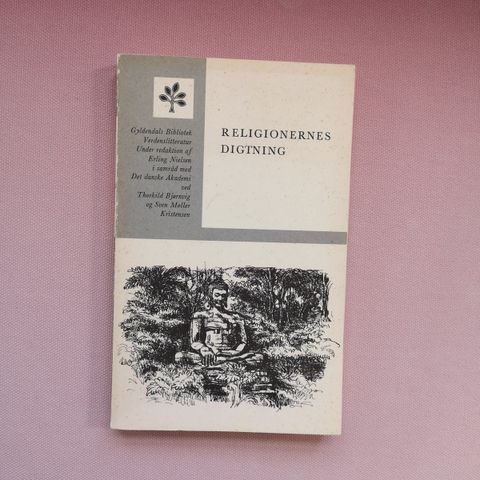 Gyldendals Bibliotek
Verdenslitteratur
Under redaktion af
Erling Nielsen
i samråd med
Det danske Akademi
ved
Thorkild Bjørnvig
og Sven Møller
Kristensen
RELIGIONERNES
DIGTNING